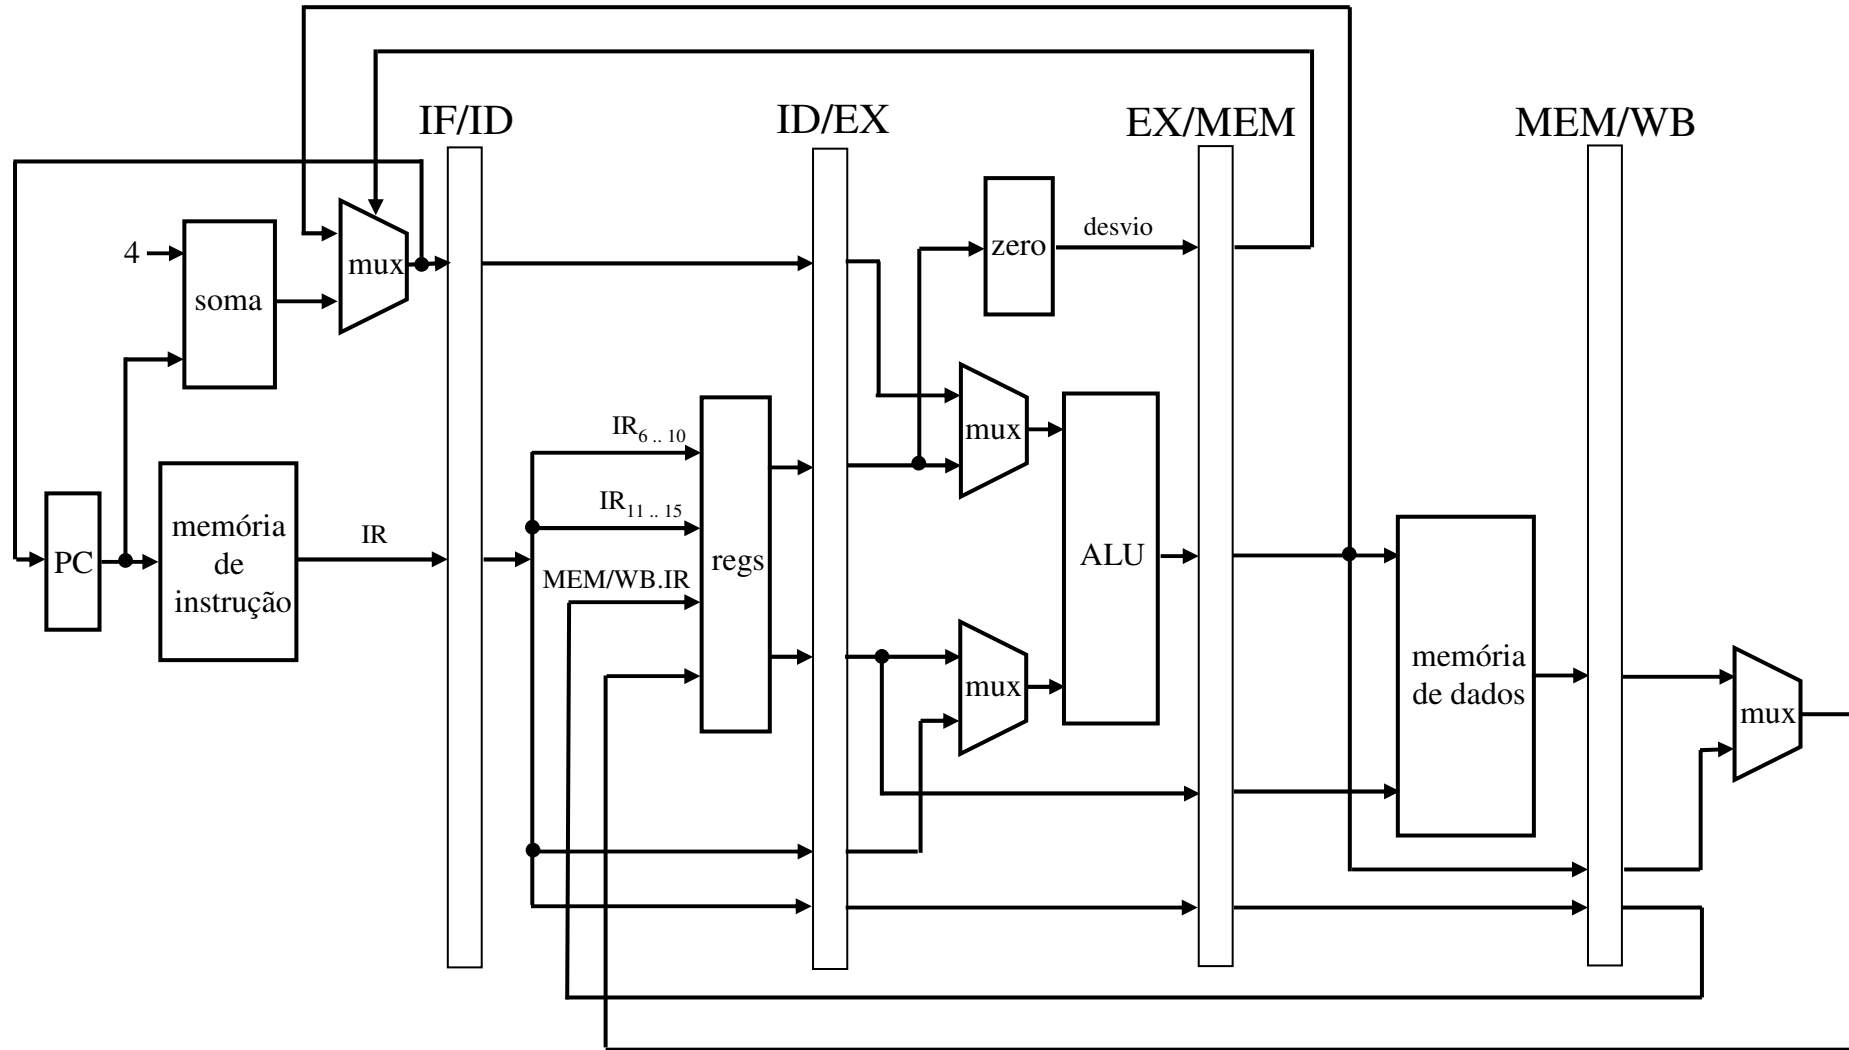 IF/ID
ID/EX
EX/MEM
MEM/WB
4
soma
mux
zero
desvio
IR6 .. 10
mux
IR11 .. 15
PC
memória
de
instrução
IR
regs
ALU
MEM/WB.IR
mux
memória
de dados
mux